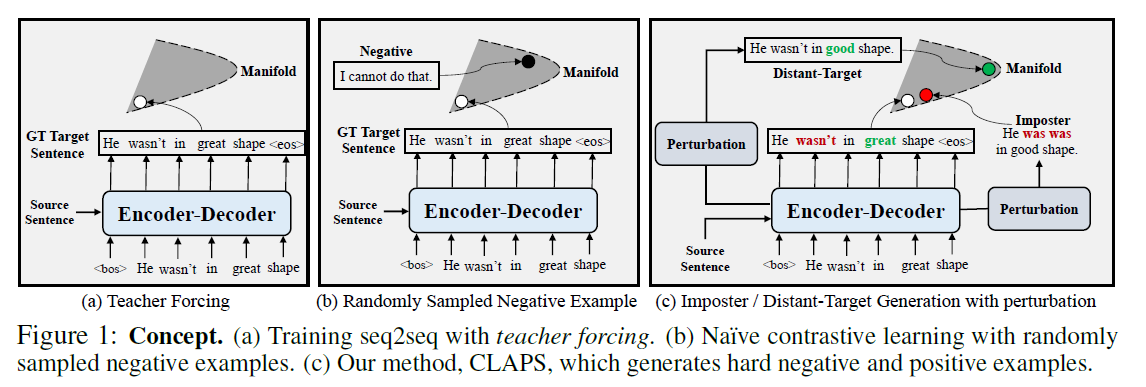 Manifold
GT Target
Sentence
He wasn't in great shape <eos>
Source
Sentence
Encoder-Decoder
<bos> He wasn't in great shape
(a) Teacher Forcing
Negative
I cannot do that.
Manifold
GT Target
Sentence
He wasn't in great shape <eos>
Source
Sentence
Encoder-Decoder
<bos> He wasn't in great shape
(b) Randomly Sampled Negative Example
He wasn't in good shape.
Distant-Target
Manifold
Imposter
He was was
in good shape.
Perturbation
He wasn't in great shape <eos>
Encoder-Decoder
Perturbation
Source
Sentence
<bos> He wasn't in great shape
(c) Imposter / Distant-Target Generation with perturbation
Figure 1: Concept. (a) Training seq2seq with teacher forcing. (b) Naïve contrastive learning with randomly
sampled negative examples. (c) Our method, CLAPS, which generates hard negative and positive examples.